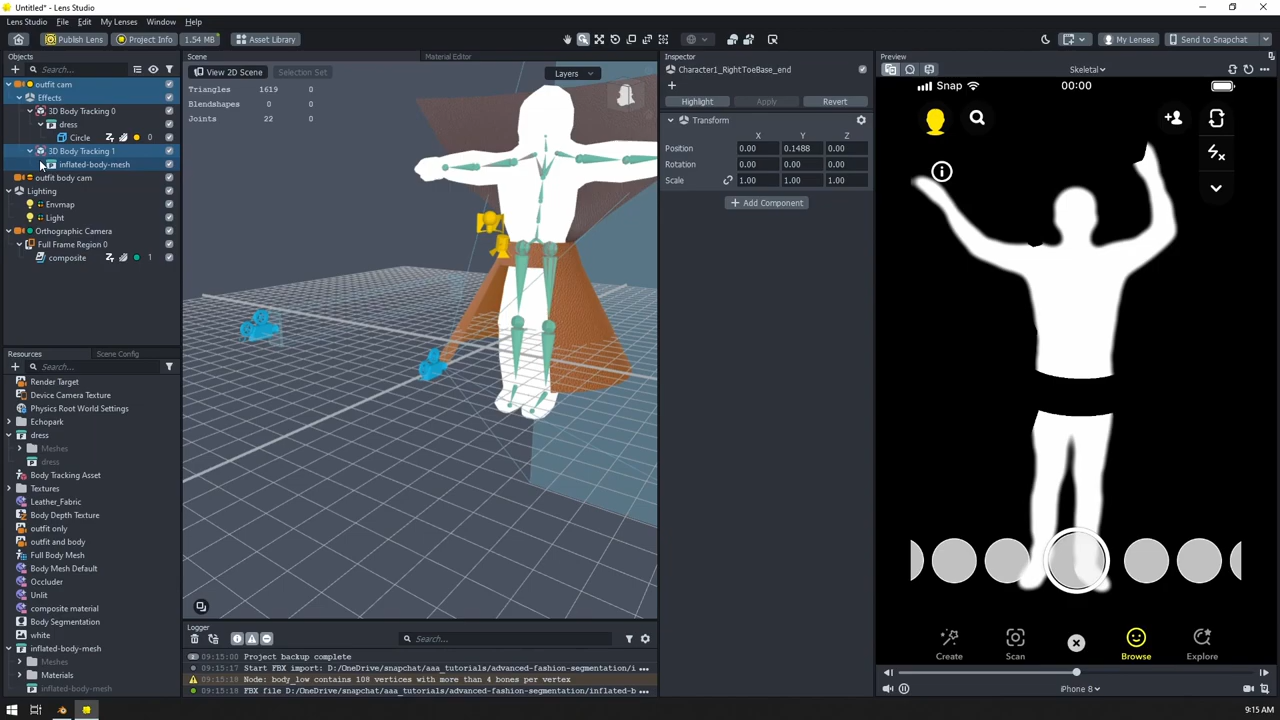 Untitled* - Lens Studio
Lens Studio File Edit My Lenses Window Help
Publish Lens Project Info 1.54 MB Asset Library My Lenses Send to Snapchat
Objects
Search...
outfit cam
Effects
3D Body Tracking 0
dress
Circle 0
3D Body Tracking 1
inflated-body-mesh
outfit body cam
Lighting
Envmap
Light
Orthographic Camera
Full Frame Region 0
composite 1
Resources Scene Config
Search...
Render Target
Device Camera Texture
Physics Root World Settings
Echopark
dress
Meshes
dress
Body Tracking Asset
Textures
Leather_Fabric
Body Depth Texture
outfit only
outfit and body
Full Body Mesh
Body Mesh Default
Occluder
Unlit
composite material
Body Segmentation
white
inflated-body-mesh
Meshes
Materials
inflated-body-mesh
Scene Material Editor
View 2D Scene Selection Set Layers
Triangles 1619 0
Blendshapes 0 0
Joints 22 0
Logger
Search...
09:15:00 Project backup complete
09:15:17 Start FBX import: D:/OneDrive/snapchat/aaa_tutorials/advanced-fashion-segmentation/i ...
09:15:18 Node: body_low contains 108 vertices with more than 4 bones per vertex
09:15:18 FBX file D:/OneDrive/snapchat/aaa_tutorials/advanced-fashion-segmentation/inflated-b ...
Inspector
Character1_RightToeBase_end
Highlight Apply Revert
Transform
X Y Z
Position 0.00 0.1488 0.00
Rotation 0.00 0.00 0.00
Scale 1.00 1.00 1.00
Add Component
Preview
Skeletal
Snap 00:00
Create Scan Browse Explore
iPhone 8
9:15 AM